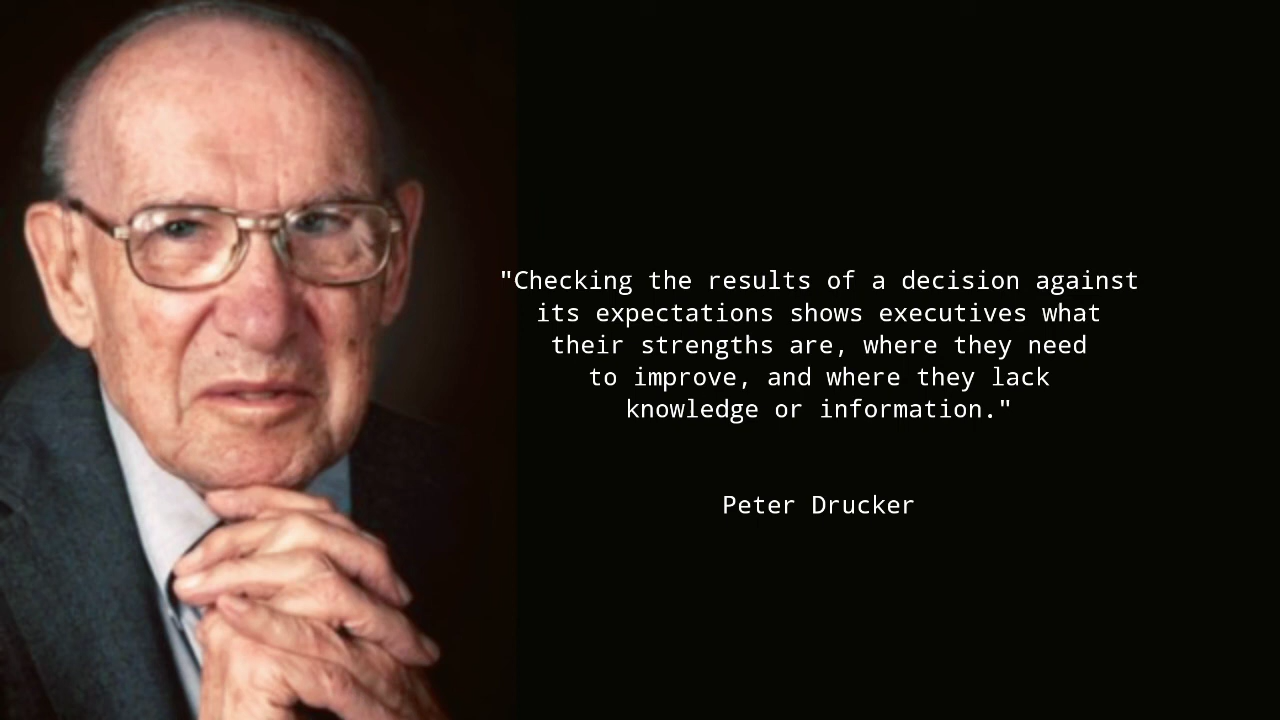 "Checking the results of a decision against
its expectations shows executives what
their strengths are, where they need
to improve, and where they lack
knowledge or information."
Peter Drucker